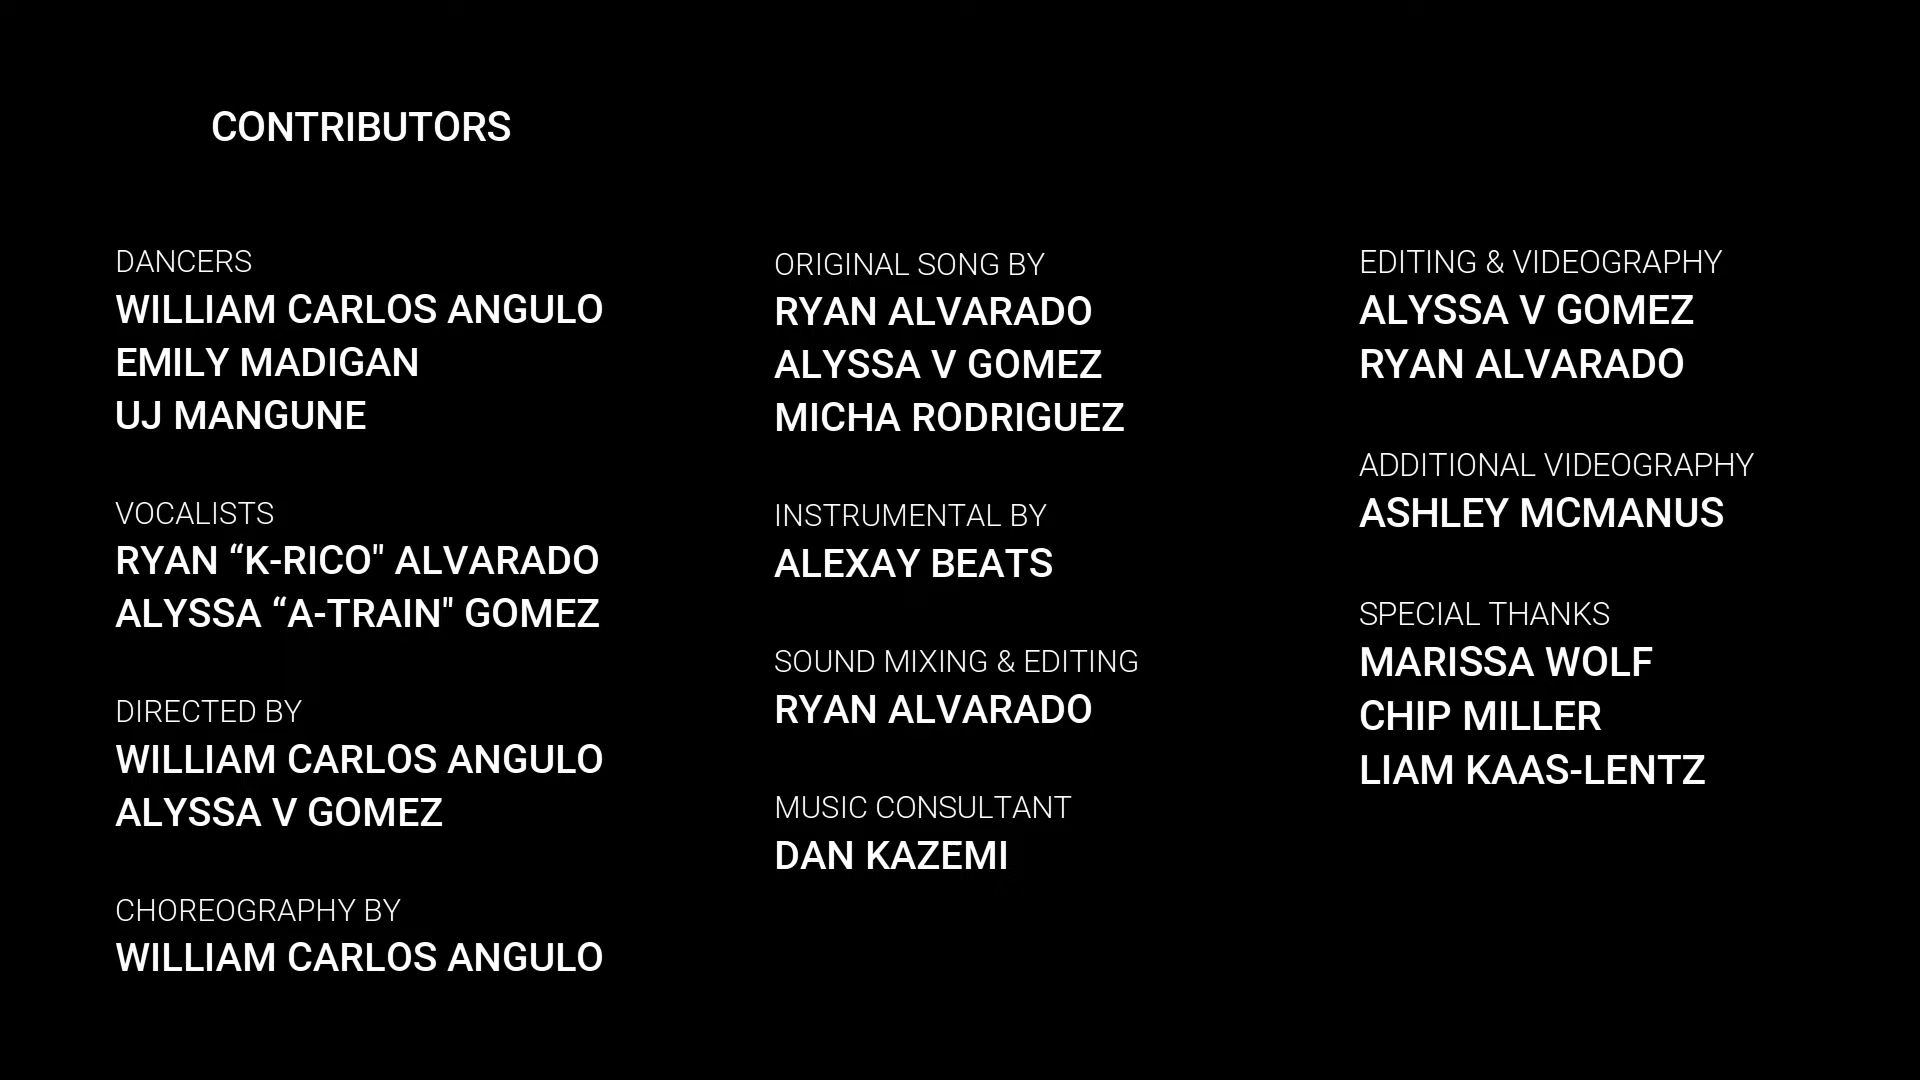 CONTRIBUTORS
DANCERS
WILLIAM CARLOS ANGULO
EMILY MADIGAN
UJ MANGUNE
VOCALISTS
RYAN “K-RICO" ALVARADO
ALYSSA “A-TRAIN" GOMEZ
DIRECTED BY
WILLIAM CARLOS ANGULO
ALYSSA V GOMEZ
CHOREOGRAPHY BY
WILLIAM CARLOS ANGULO
ORIGINAL SONG BY
RYAN ALVARADO
ALYSSA V GOMEZ
MICHA RODRIGUEZ
INSTRUMENTAL BY
ALEXAY BEATS
SOUND MIXING & EDITING
RYAN ALVARADO
MUSIC CONSULTANT
DAN KAZEMI
EDITING & VIDEOGRAPHY
ALYSSA V GOMEZ
RYAN ALVARADO
ADDITIONAL VIDEOGRAPHY
ASHLEY MCMANUS
SPECIAL THANKS
MARISSA WOLF
CHIP MILLER
LIAM KAAS-LENTZ